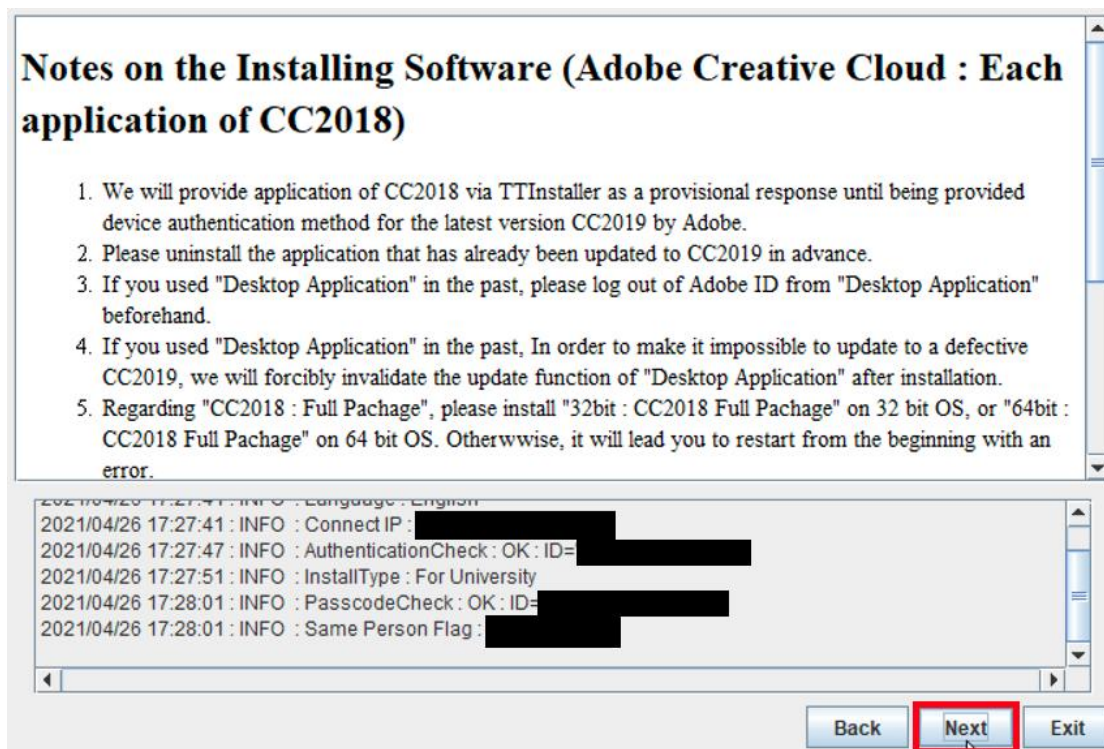 Notes on the Installing Software (Adobe Creative Cloud : Each
application of CC2018)
1. We will provide application of CC2018 via TTInstaller as a provisional response until being provided
device authentication method for the latest version CC2019 by Adobe.
2. Please uninstall the application that has already been updated to CC2019 in advance.
3. If you used "Desktop Application" in the past, please log out of Adobe ID from "Desktop Application"
beforehand.
4. If you used "Desktop Application" in the past, In order to make it impossible to update to a defective
CC2019, we will forcibly invalidate the update function of "Desktop Application" after installation.
5. Regarding "CC2018 : Full Pachage", please install "32bit : CC2018 Full Pachage" on 32 bit OS, or "64bit :
CC2018 Full Pachage" on 64 bit OS. Otherwwise, it will lead you to restart from the beginning with an
error.
2021/04/26 17:27:41 : INFO : Language : English
2021/04/26 17:27:41 : INFO : Connect IP :
2021/04/26 17:27:47 : INFO : AuthenticationCheck : OK : ID=
2021/04/26 17:27:51 : INFO : InstallType : For University
2021/04/26 17:28:01 : INFO : PasscodeCheck : OK : ID=
2021/04/26 17:28:01 : INFO : Same Person Flag :
Back Next Exit